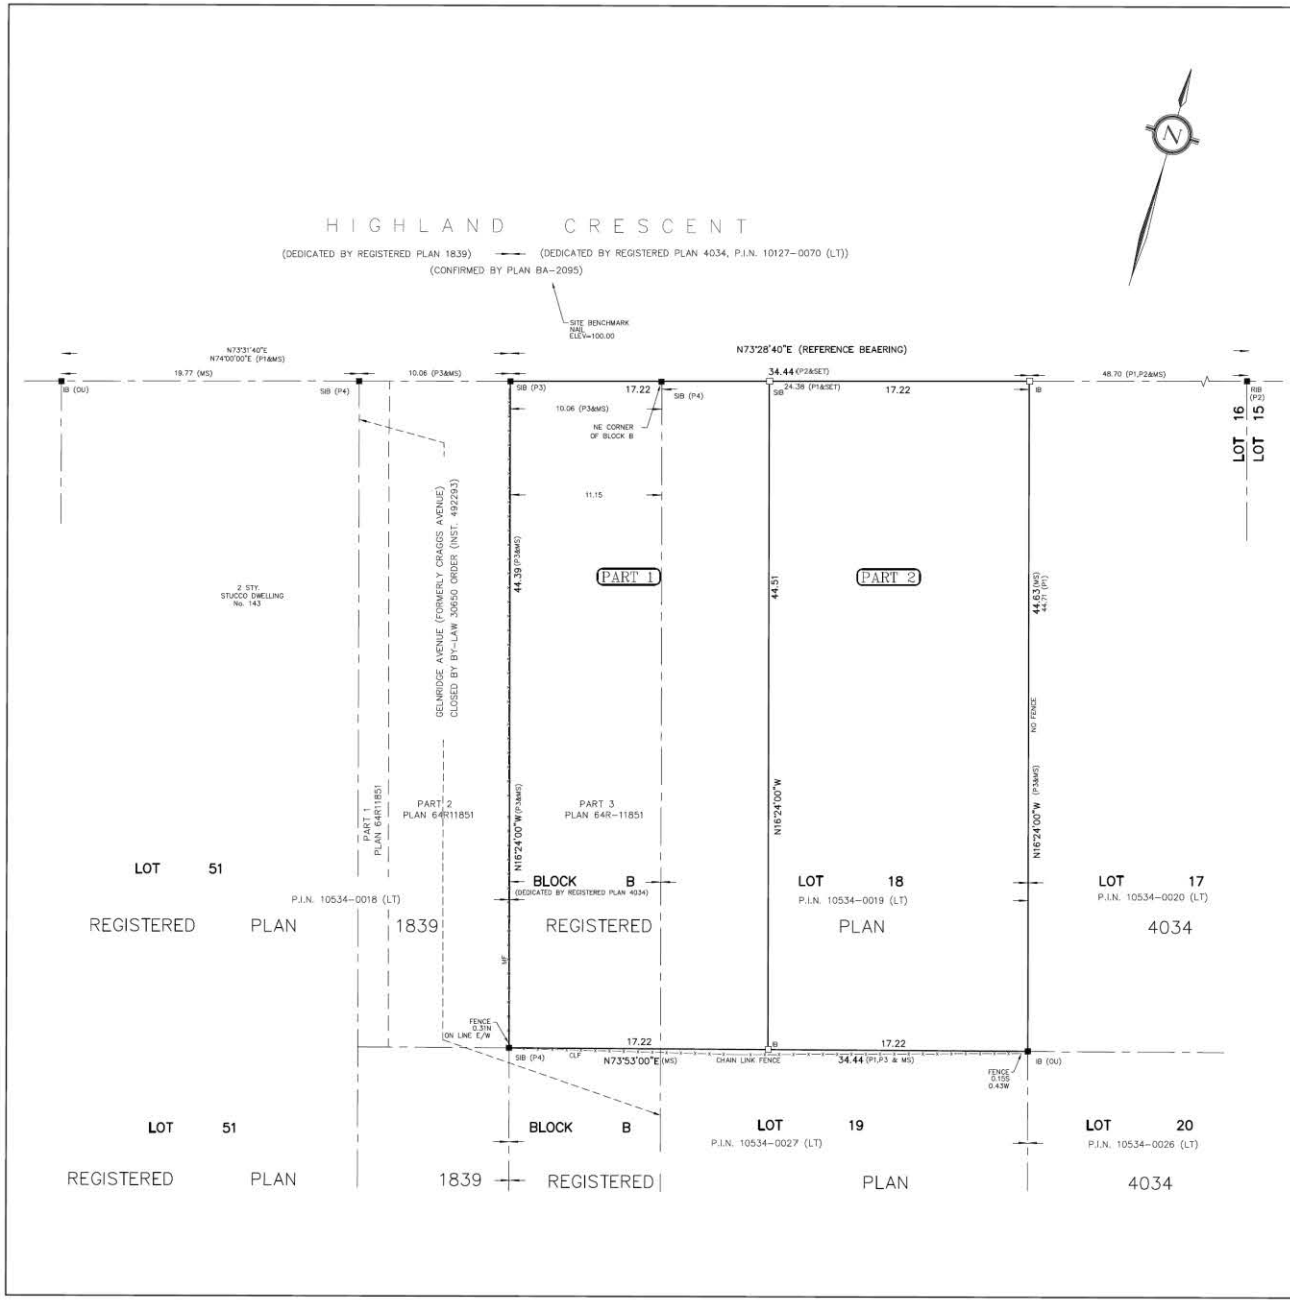 N
HIGHLAND CRESCENT
(DEDICATED BY REGISTERED PLAN 1839) (DEDICATED BY REGISTERED PLAN 4034, P.I.N. 10127-0070 (LT))
(CONFIRMED BY PLAN BA-2095)
SITE BENCHMARK
NAIL
ELEV=100.00
N73°31'40"E
N74°00'00"E (P1&MS)
N73°28'40"E (REFERENCE BEAERING)
19.77 (MS)
10.06 (P3&MS)
34.44 (P2&SET)
48.70 (P1,P2&MS)
IB (OU)
SIB (P4)
SIB (P3)
17.22
SIB (P4)
SIB
24.38 (P1&SET)
17.22
IB
RIB
(P2)
10.06 (P3&MS)
NE CORNER
OF BLOCK B
LOT 16
LOT 15
11.15
GELNRIDGE AVENUE (FORMERLY CRAGGS AVENUE)
CLOSED BY BY-LAW 30650 ORDER (INST. 492293)
44.39 (P3&MS)
PART 1
44.51
PART 2
44.63 (MS)
44.71 (P1)
2 STY.
STUCCO DWELLING
No. 143
NO FENCE
PART 1
PLAN 64R11851
PART 2
PLAN 64R11851
N16°24'00"W (P3&MS)
PART 3
PLAN 64R-11851
N16°24'00"W
N16°24'00"W (P3&MS)
LOT 51
BLOCK B
(DEDICATED BY REGISTERED PLAN 4034)
LOT 18
LOT 17
P.I.N. 10534-0018 (LT)
P.I.N. 10534-0019 (LT)
P.I.N. 10534-0020 (LT)
REGISTERED PLAN 1839
REGISTERED PLAN 4034
MF
FENCE
0.31N
ON LINE E/W
SIB (P4)
CLF
17.22
N73°53'00"E (MS)
IB
CHAIN LINK FENCE
17.22
34.44 (P1,P3 & MS)
IB (OU)
FENCE
0.15S
0.43W
LOT 51
BLOCK B
LOT 19
LOT 20
P.I.N. 10534-0027 (LT)
P.I.N. 10534-0026 (LT)
REGISTERED PLAN 1839
REGISTERED PLAN 4034